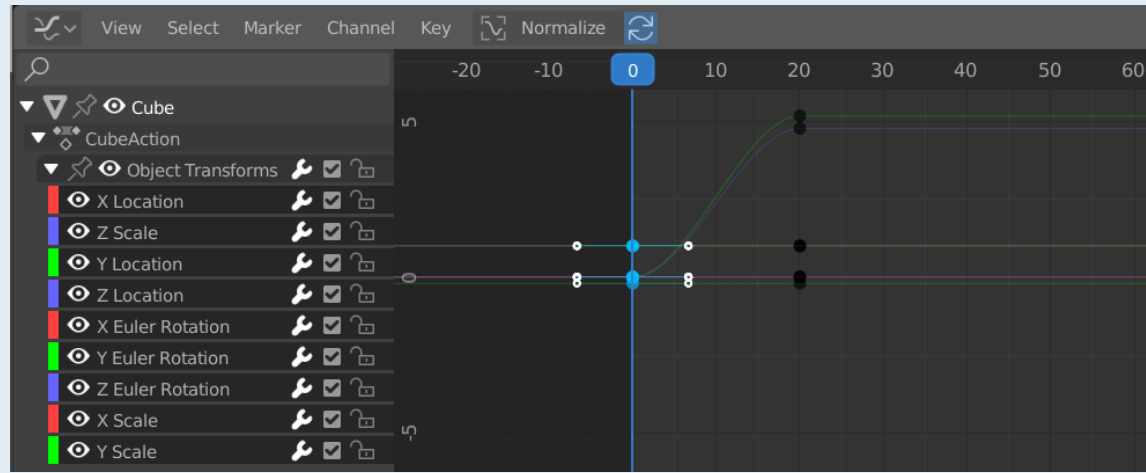 View Select Marker Channel Key Normalize
-20 -10 0 10 20 30 40 50 60
Cube
CubeAction
Object Transforms
X Location
Z Scale
Y Location
Z Location
X Euler Rotation
Y Euler Rotation
Z Euler Rotation
X Scale
Y Scale
5
0
-5